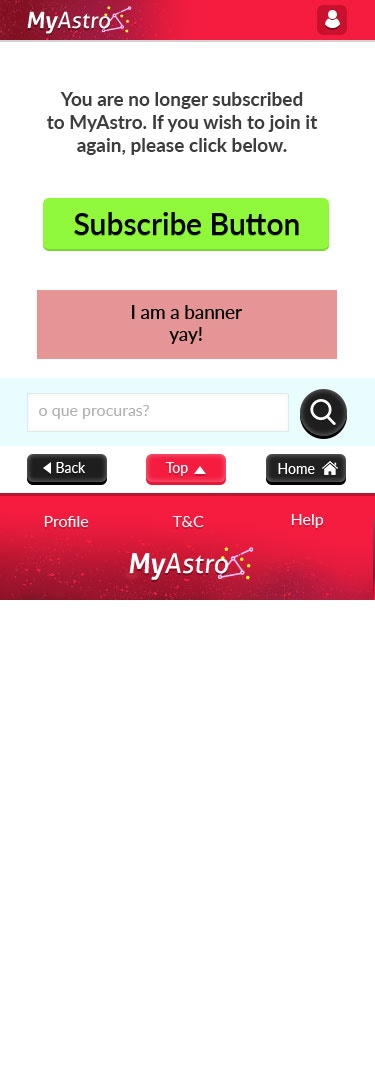 MyAstro
You are no longer subscribed
to MyAstro. If you wish to join it
again, please click below.
Subscribe Button
I am a banner
yay!
o que procuras?
Back
Top
Home
Profile
T&C
Help
MyAstro